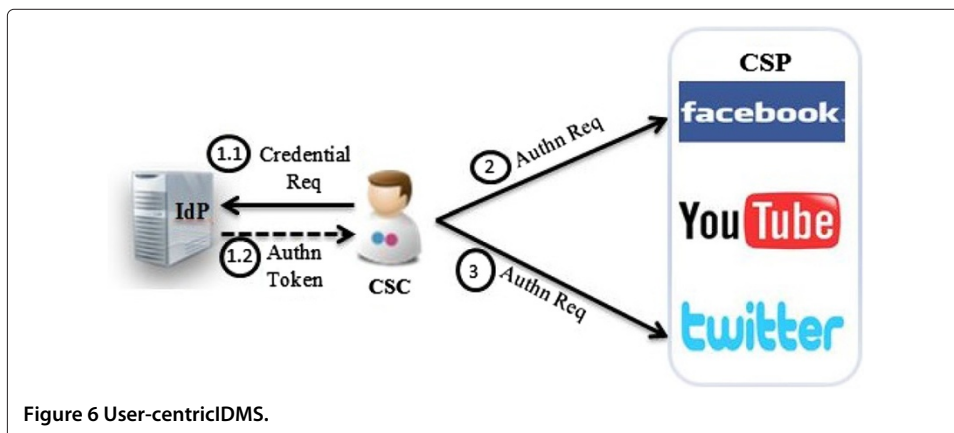 CSP
facebook
1.1 Credential
Req
2 Authn Req
IdP
You Tube
1.2 Authn
Token
CSC
3 Authn Req
twitter
Figure 6 User-centricIDMS.